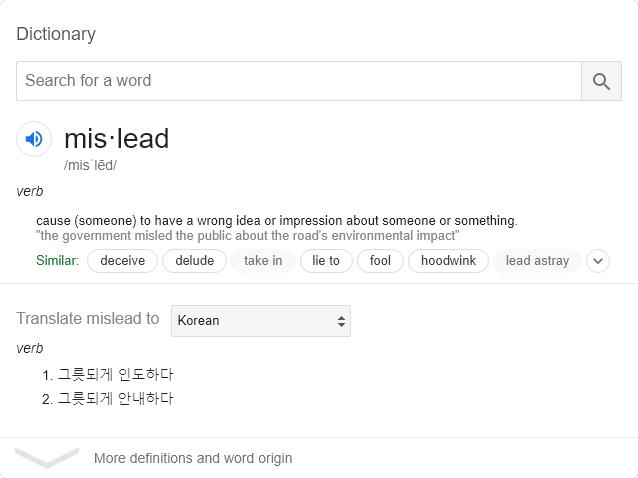 Dictionary
Search for a word
mis·lead
/misˈlēd/
verb
cause (someone) to have a wrong idea or impression about someone or something.
"the government misled the public about the road's environmental impact"
Similar: deceive delude take in lie to fool hoodwink lead astray
Translate mislead to Korean
verb
1. 그릇되게 인도하다
2. 그릇되게 안내하다
More definitions and word origin